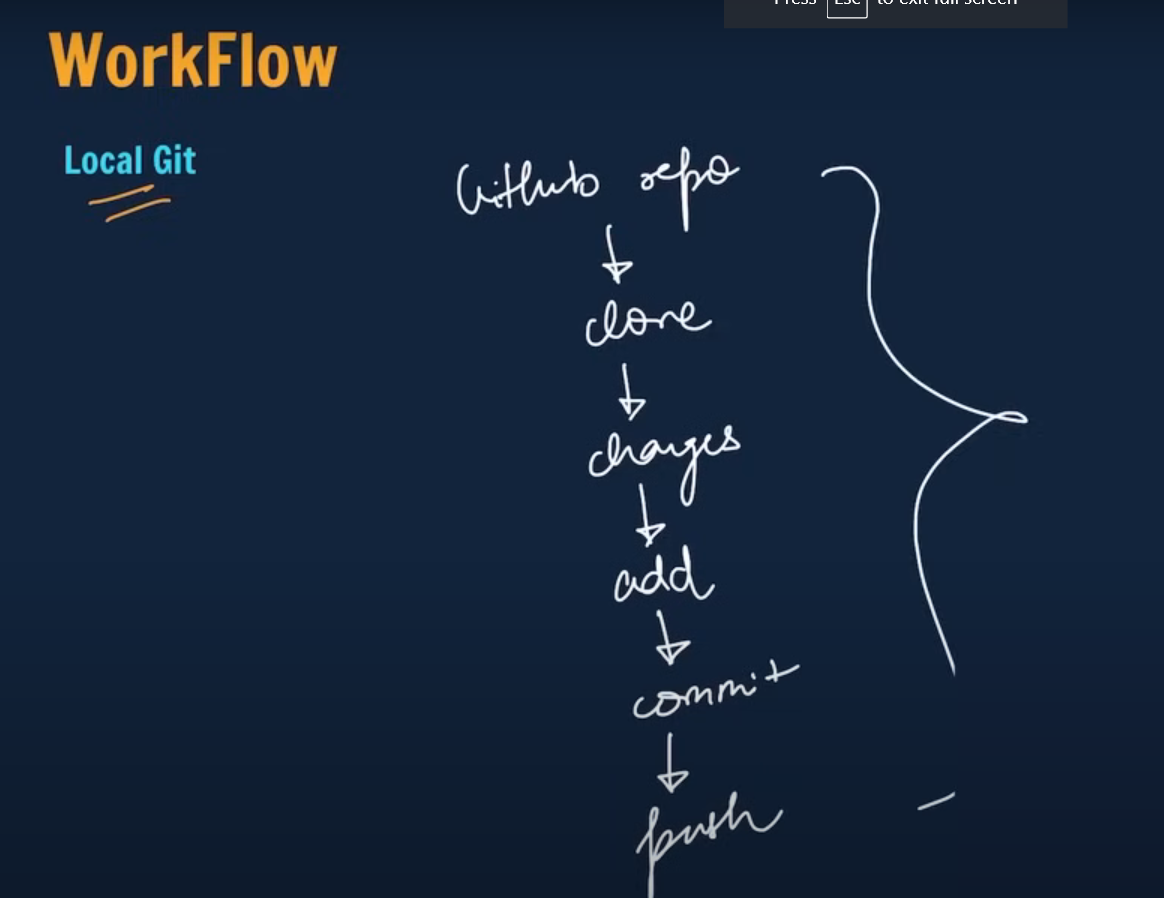 Press Esc to exit full screen
WorkFlow
Local Git
Github repo
↓
clone
↓
changes
↓
add
↓
commit
↓
push